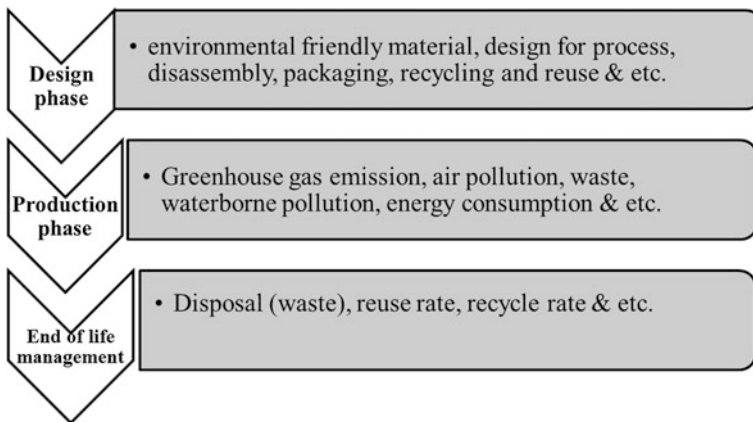 Design
phase
• environmental friendly material, design for process,
disassembly, packaging, recycling and reuse & etc.
Production
phase
• Greenhouse gas emission, air pollution, waste,
waterborne pollution, energy consumption & etc.
End of life
management
• Disposal (waste), reuse rate, recycle rate & etc.